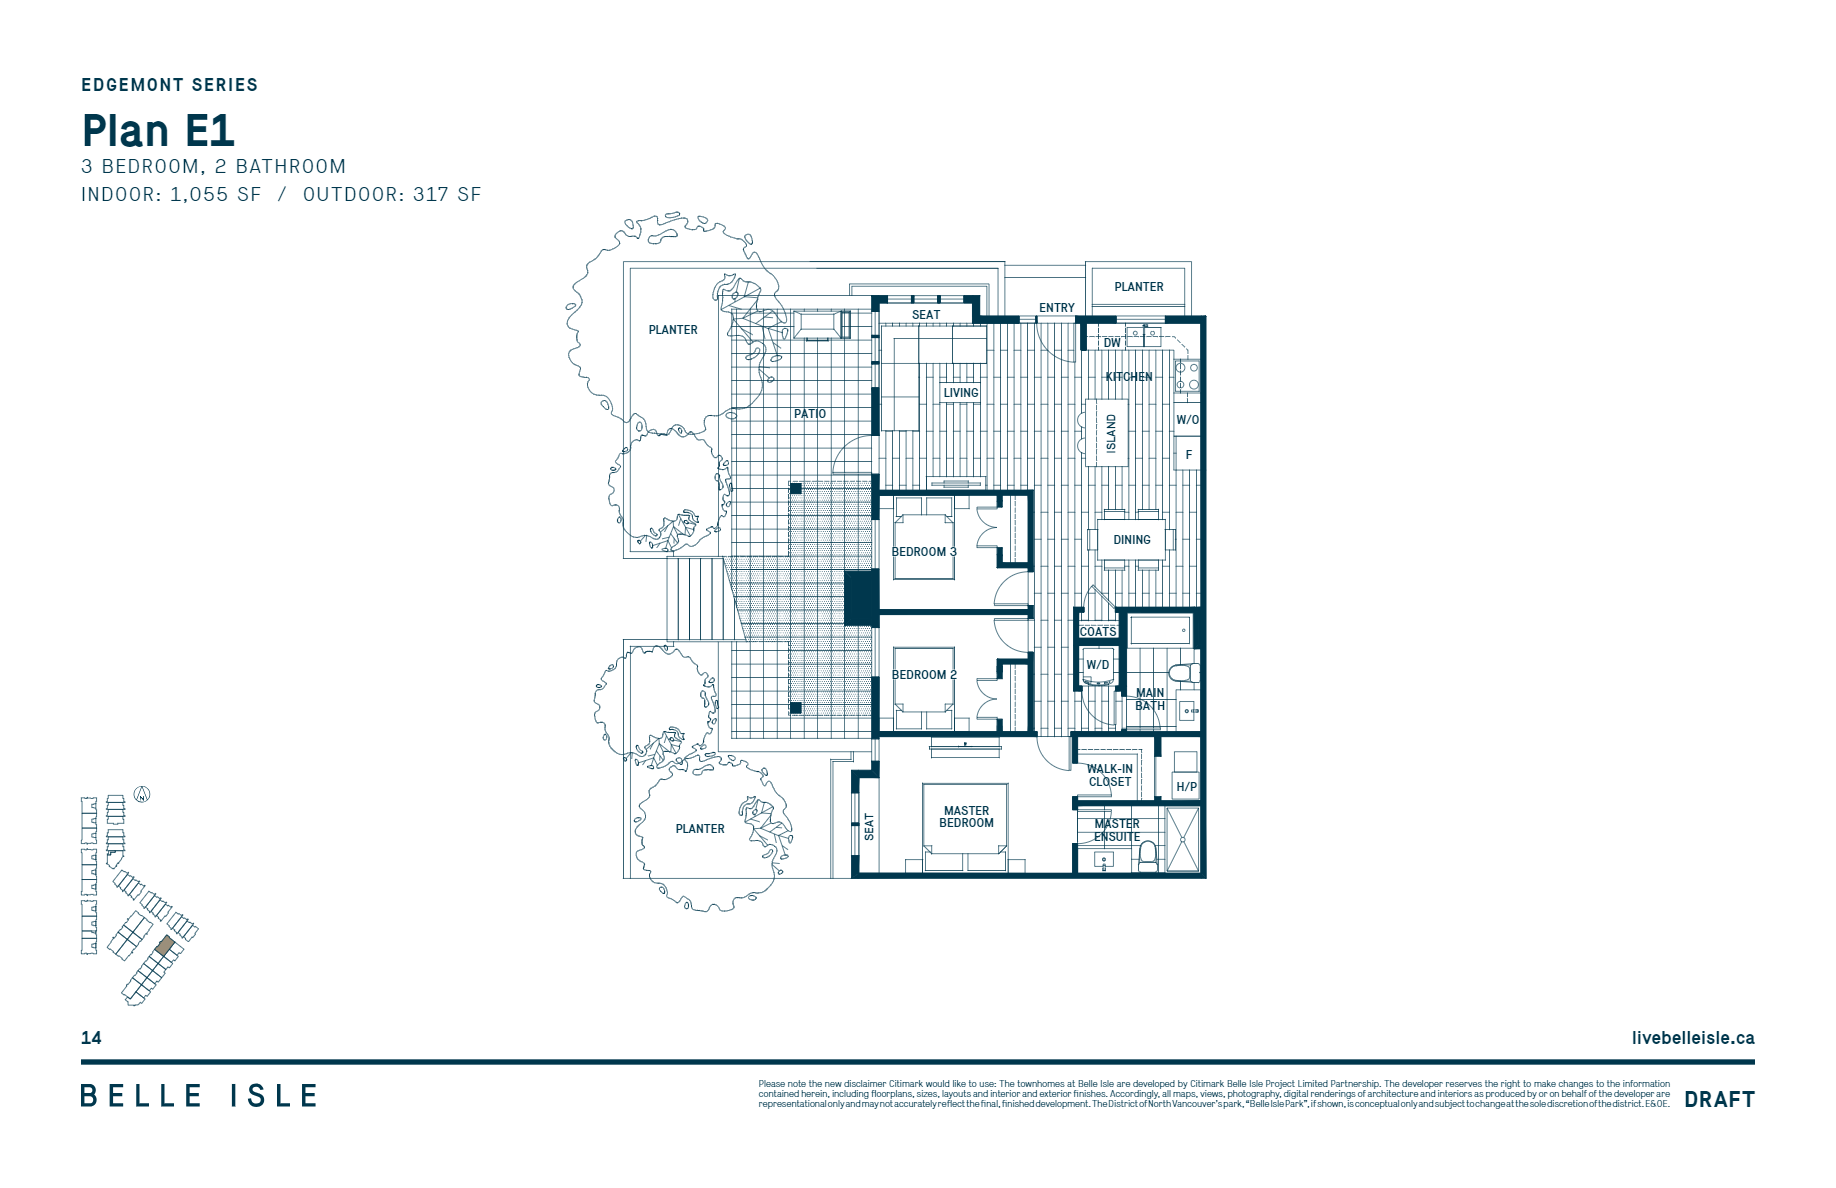 EDGEMONT SERIES
Plan E1
3 BEDROOM, 2 BATHROOM
INDOOR: 1,055 SF / OUTDOOR: 317 SF
PLANTER
ENTRY
SEAT
PLANTER
DW
KITCHEN
LIVING
PATIO
ISLAND
W/O
F
DINING
BEDROOM 3
COATS
W/D
BEDROOM 2
MAIN
BATH
WALK-IN
CLOSET
H/P
MASTER
BEDROOM
SEAT
PLANTER
MASTER
ENSUITE
N
14
livebelleisle.ca
BELLE ISLE
Please note the new disclaimer Citimark would like to use: The townhomes at Belle Isle are developed by Citimark Belle Isle Project Limited Partnership. The developer reserves the right to make changes to the information
contained herein, including floorplans, sizes, layouts and interior and exterior finishes. Accordingly, all maps, views, photography, digital renderings of architecture and interiors as produced by or on behalf of the developer are
representational only and may not accurately reflect the final, finished development. The District of North Vancouver's park, "Belle Isle Park", if shown, is conceptual only and subject to change at the sole discretion of the district. E&OE.
DRAFT